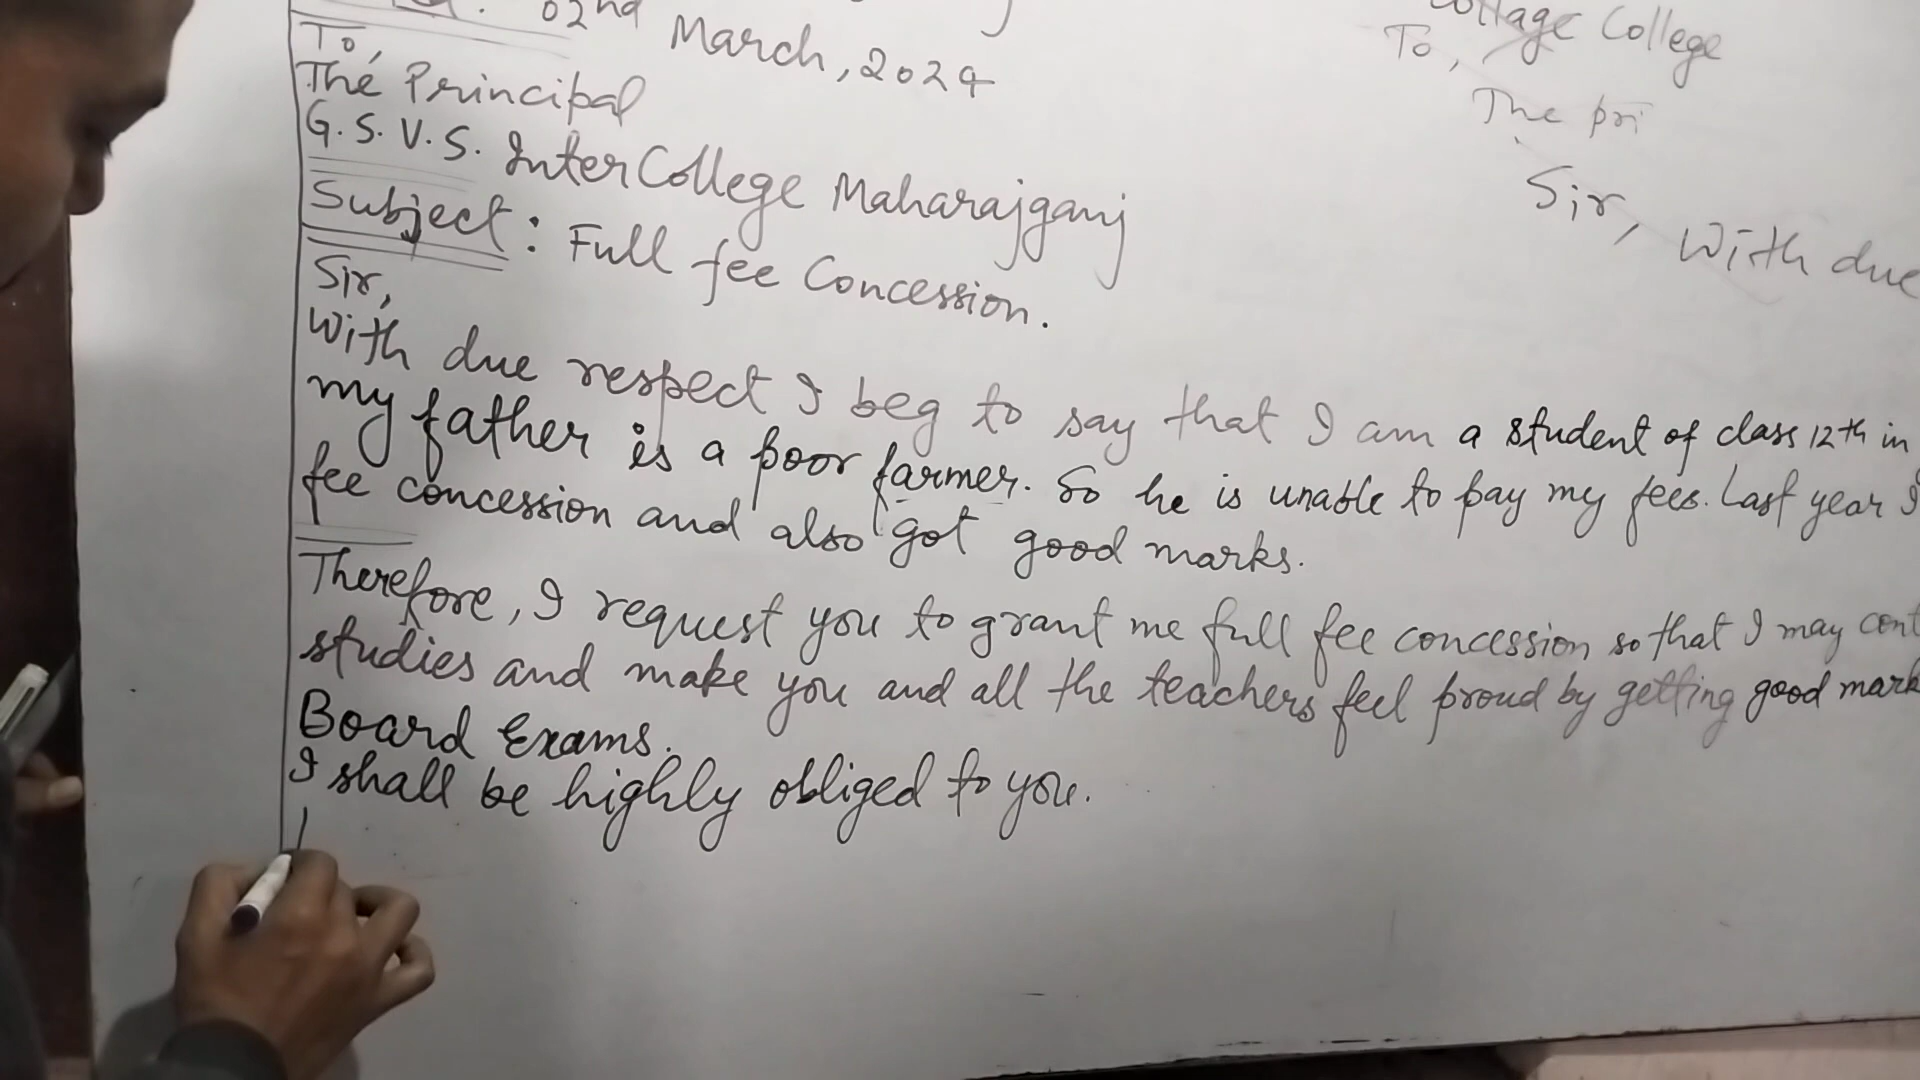 02nd March, 2024
To,
The Principal
G. S. V. S. Inter College Maharajganj
Subject : Full fee Concession.
Sir,
With due respect I beg to say that I am a student of class 12th in
my father is a poor farmer. So he is unable to pay my fees. Last year I
fee concession and also got good marks.
Therefore, I request you to grant me full fee concession so that I may cont
studies and make you and all the teachers feel proud by getting good mark
Board Exams.
I shall be highly obliged to you.
College
To,
The pri
Sir,
With due